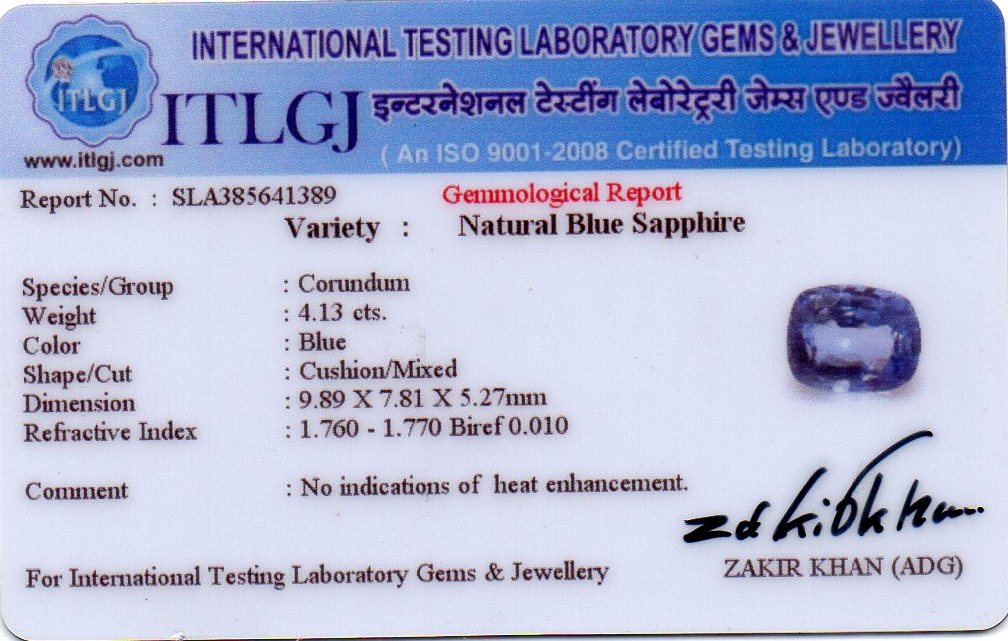 INTERNATIONAL TESTING LABORATORY GEMS & JEWELLERY
ITLGJ
ITLGJ
इन्टरनेशनल टेस्टींग लेबोरेट्री जेम्स एण्ड ज्वैलरी
www.itlgj.com
( An ISO 9001-2008 Certified Testing Laboratory)
Report No. : SLA385641389
Gemmological Report
Variety : Natural Blue Sapphire
Species/Group : Corundum
Weight : 4.13 cts.
Color : Blue
Shape/Cut : Cushion/Mixed
Dimension : 9.89 X 7.81 X 5.27mm
Refractive Index : 1.760 - 1.770 Biref 0.010
Comment : No indications of heat enhancement.
Zakir Khan
For International Testing Laboratory Gems & Jewellery
ZAKIR KHAN (ADG)